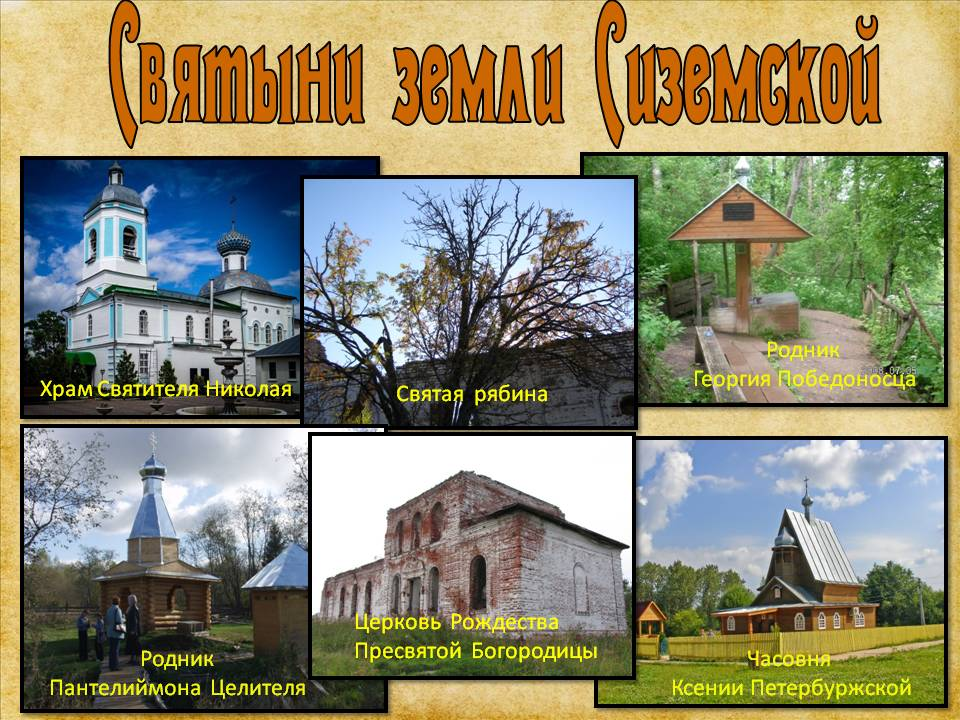 Святыни земли Сиземской
Храм Святителя Николая
Святая рябина
Родник
Георгия Победоносца
Родник
Пантелиймона Целителя
Церковь Рождества
Пресвятой Богородицы
Часовня
Ксении Петербуржской